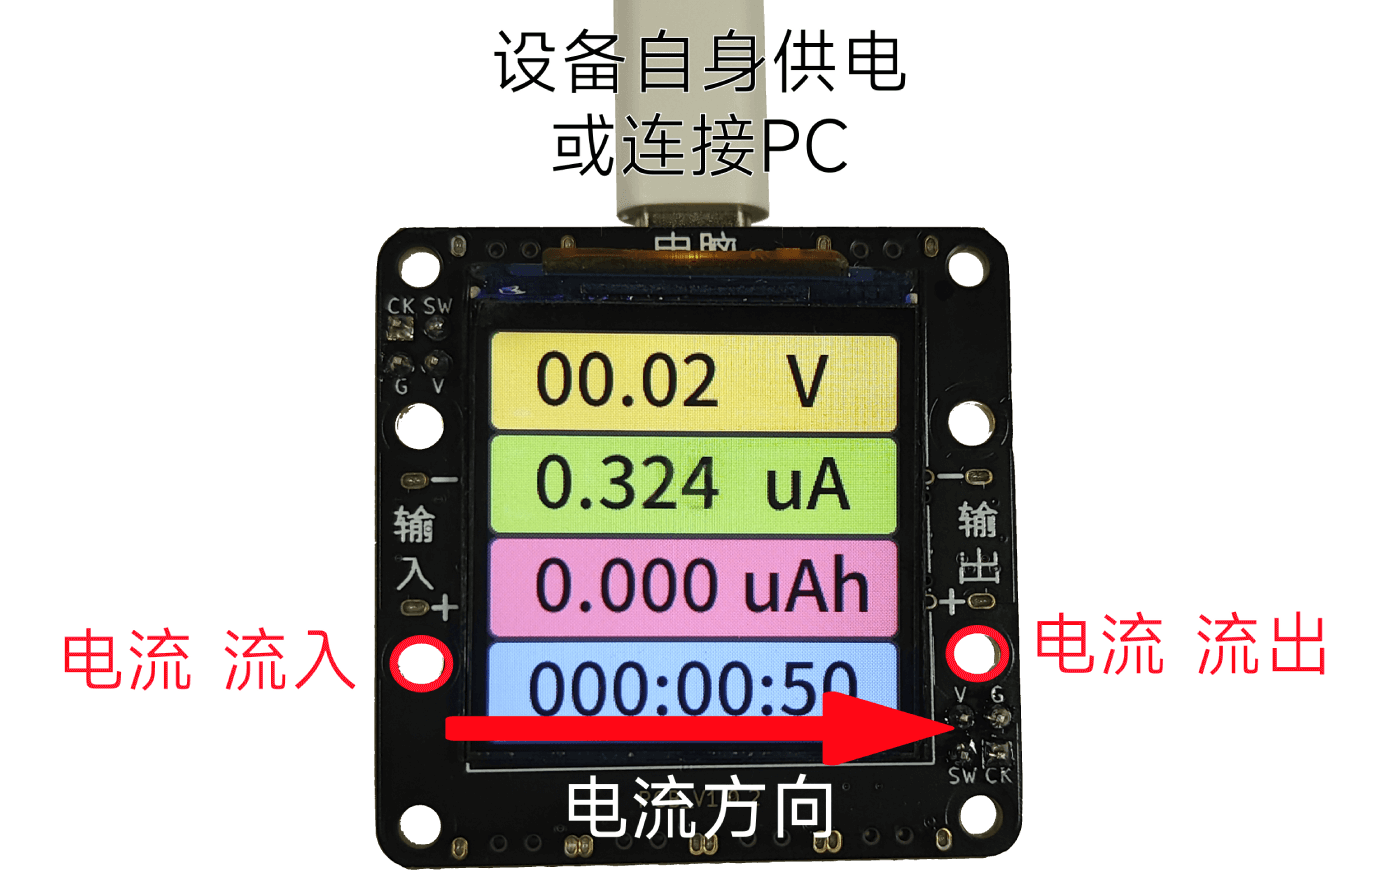 设备自身供电
或连接PC
电脑
CK SW
G V
00.02 V
0.324 uA
0.000 uAh
000:00:50
−
输入
+
−
输出
+
电流 流入
电流 流出
V G
SW CK
电流方向